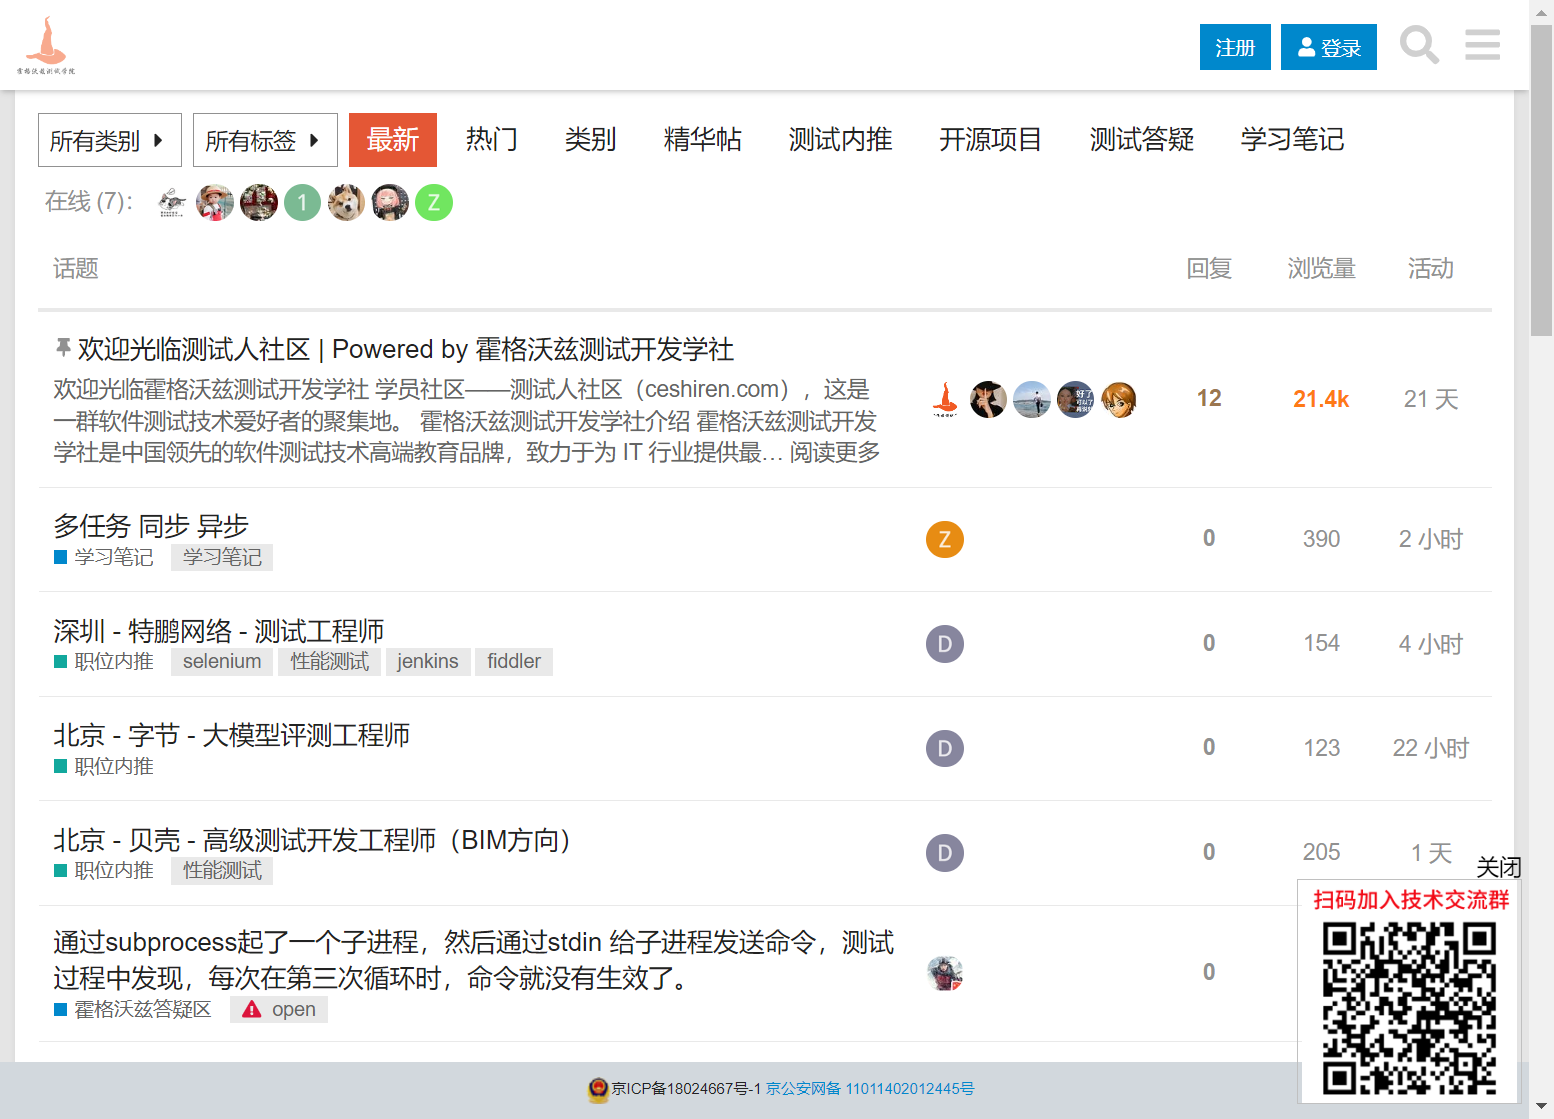 霍格沃兹测试学院
注册
登录
所有类别
所有标签
最新
热门
类别
精华帖
测试内推
开源项目
测试答疑
学习笔记
在线 (7)：
1
Z
话题
回复
浏览量
活动
欢迎光临测试人社区 | Powered by 霍格沃兹测试开发学社
欢迎光临霍格沃兹测试开发学社 学员社区——测试人社区（ceshiren.com），这是
一群软件测试技术爱好者的聚集地。 霍格沃兹测试开发学社介绍 霍格沃兹测试开发
学社是中国领先的软件测试技术高端教育品牌，致力于为 IT 行业提供最… 阅读更多
12
21.4k
21 天
多任务 同步 异步
学习笔记
学习笔记
Z
0
390
2 小时
深圳 - 特鹏网络 - 测试工程师
职位内推
selenium
性能测试
jenkins
fiddler
D
0
154
4 小时
北京 - 字节 - 大模型评测工程师
职位内推
D
0
123
22 小时
北京 - 贝壳 - 高级测试开发工程师（BIM方向）
职位内推
性能测试
D
0
205
1 天
关闭
扫码加入技术交流群
通过subprocess起了一个子进程，然后通过stdin 给子进程发送命令，测试
过程中发现，每次在第三次循环时，命令就没有生效了。
霍格沃兹答疑区
open
0
京ICP备18024667号-1 京公安网备 11011402012445号